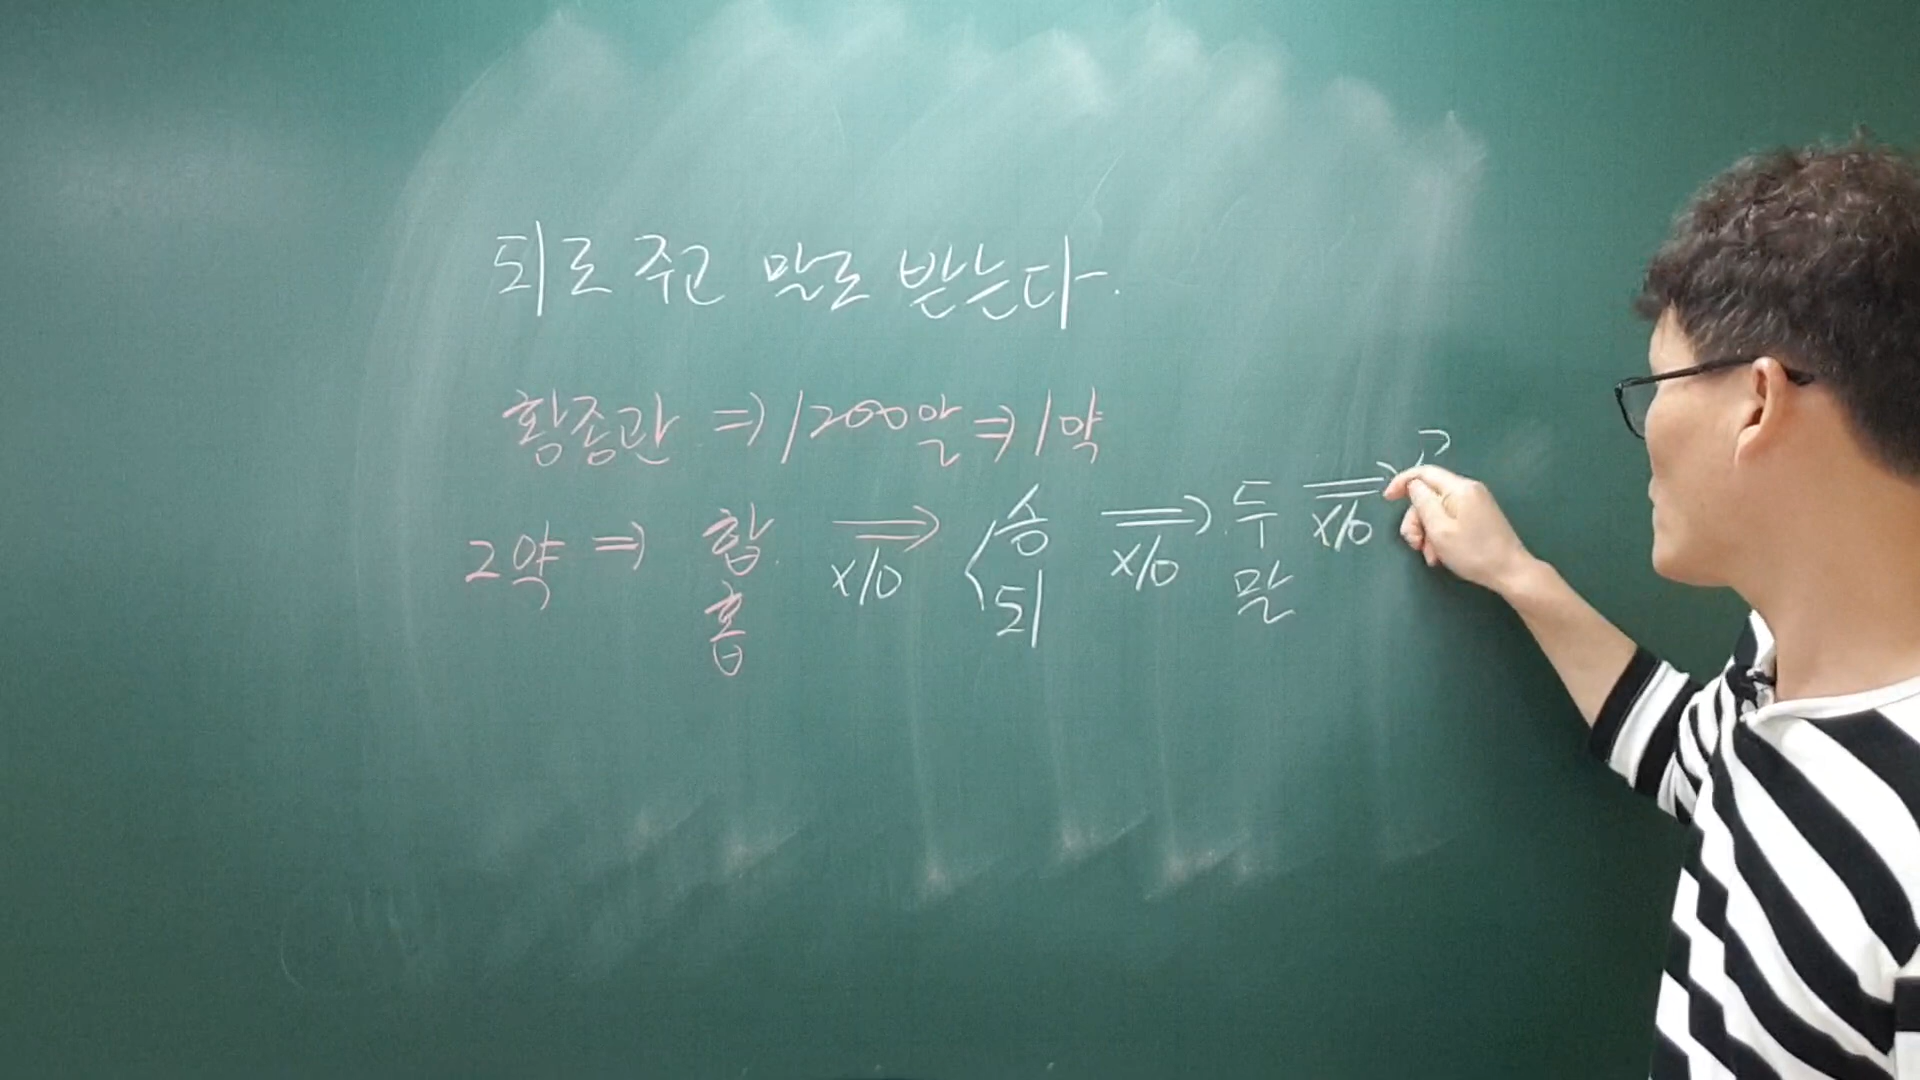 되로 주고 말로 받는다.
황종관 ⇒ 1200알 ⇒ 1약
2약 ⇒ 합 ⇒ x10 승 ⇒ x10 두 ⇒ x10
홉 되 말